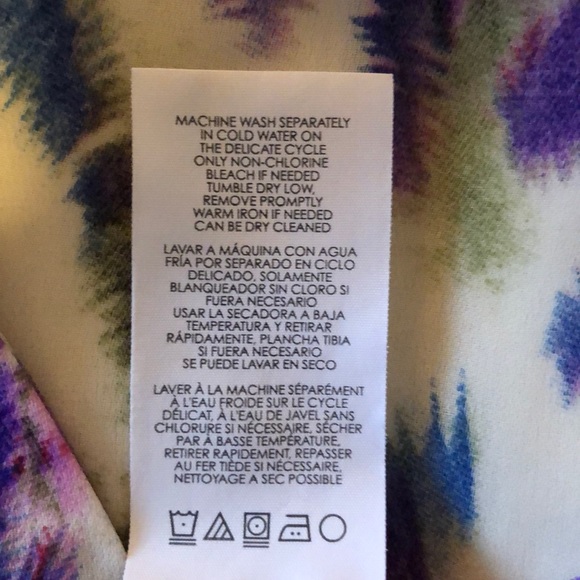 MACHINE WASH SEPARATELY
IN COLD WATER ON
THE DELICATE CYCLE
ONLY NON-CHLORINE
BLEACH IF NEEDED
TUMBLE DRY LOW,
REMOVE PROMPTLY
WARM IRON IF NEEDED
CAN BE DRY CLEANED
LAVAR A MÁQUINA CON AGUA
FRÍA POR SEPARADO EN CICLO
DELICADO, SOLAMENTE
BLANQUEADOR SIN CLORO SI
FUERA NECESARIO
USAR LA SECADORA A BAJA
TEMPERATURA Y RETIRAR
RÁPIDAMENTE, PLANCHA TIBIA
SI FUERA NECESARIO
SE PUEDE LAVAR EN SECO
LAVER À LA MACHINE SÉPARÉMENT
À L'EAU FROIDE SUR LE CYCLE
DÉLICAT, À L'EAU DE JAVEL SANS
CHLORURE SI NÉCESSAIRE, SÉCHER
PAR À BASSE TEMPÉRATURE,
RETIRER RAPIDEMENT, REPASSER
AU FER TIÈDE SI NÉCESSAIRE,
NETTOYAGE A SEC POSSIBLE